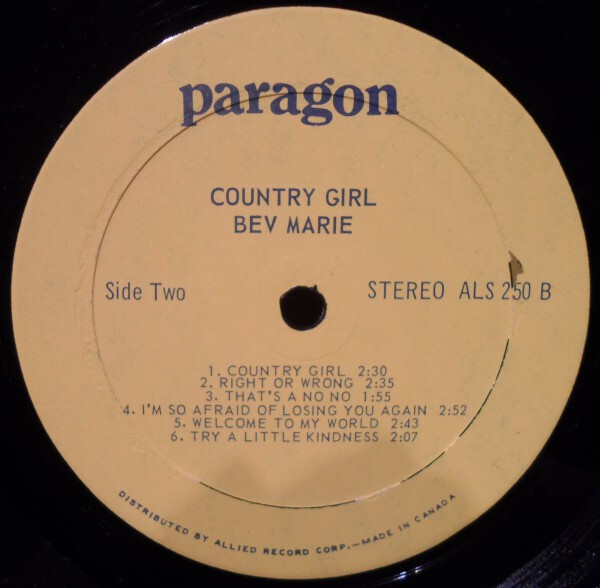 paragon
COUNTRY GIRL
BEV MARIE
Side Two
STEREO ALS 250 B
1. COUNTRY GIRL 2:30
2. RIGHT OR WRONG 2:35
3. THAT'S A NO NO 1:55
4. I'M SO AFRAID OF LOSING YOU AGAIN 2:52
5. WELCOME TO MY WORLD 2:43
6. TRY A LITTLE KINDNESS 2:07
DISTRIBUTED BY ALLIED RECORD CORP.—MADE IN CANADA